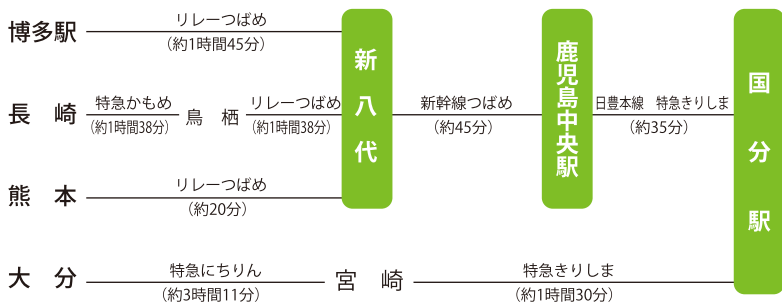 博多駅
リレーつばめ
（約1時間45分）
長崎
特急かもめ
（約1時間38分）
鳥栖
リレーつばめ
（約1時間38分）
熊本
リレーつばめ
（約20分）
新八代
新幹線つばめ
（約45分）
鹿児島中央駅
日豊本線 特急きりしま
（約35分）
国分駅
大分
特急にちりん
（約3時間11分）
宮崎
特急きりしま
（約1時間30分）